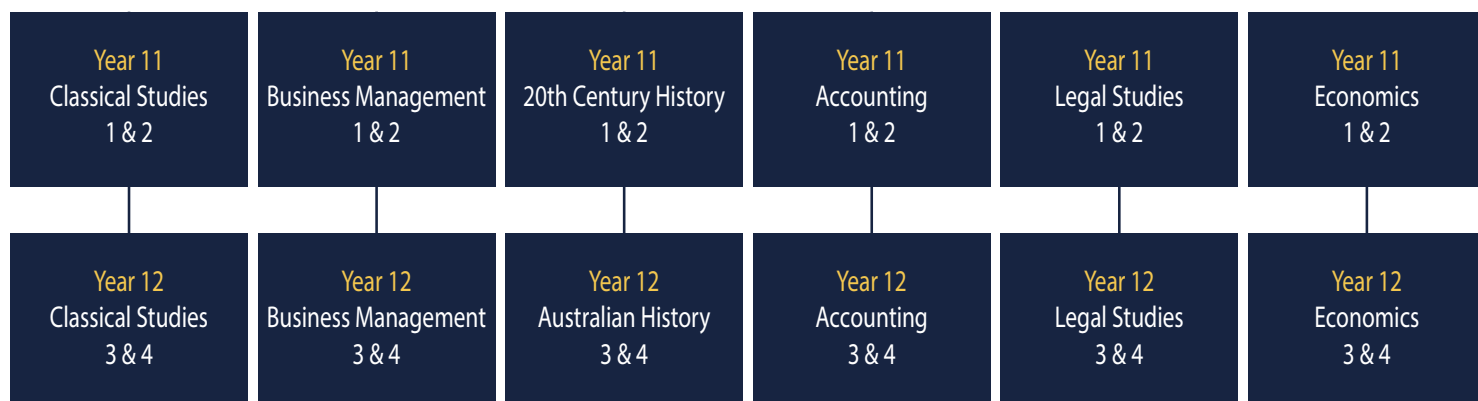 Year 11
Classical Studies
1 & 2
Year 11
Business Management
1 & 2
Year 11
20th Century History
1 & 2
Year 11
Accounting
1 & 2
Year 11
Legal Studies
1 & 2
Year 11
Economics
1 & 2
Year 12
Classical Studies
3 & 4
Year 12
Business Management
3 & 4
Year 12
Australian History
3 & 4
Year 12
Accounting
3 & 4
Year 12
Legal Studies
3 & 4
Year 12
Economics
3 & 4